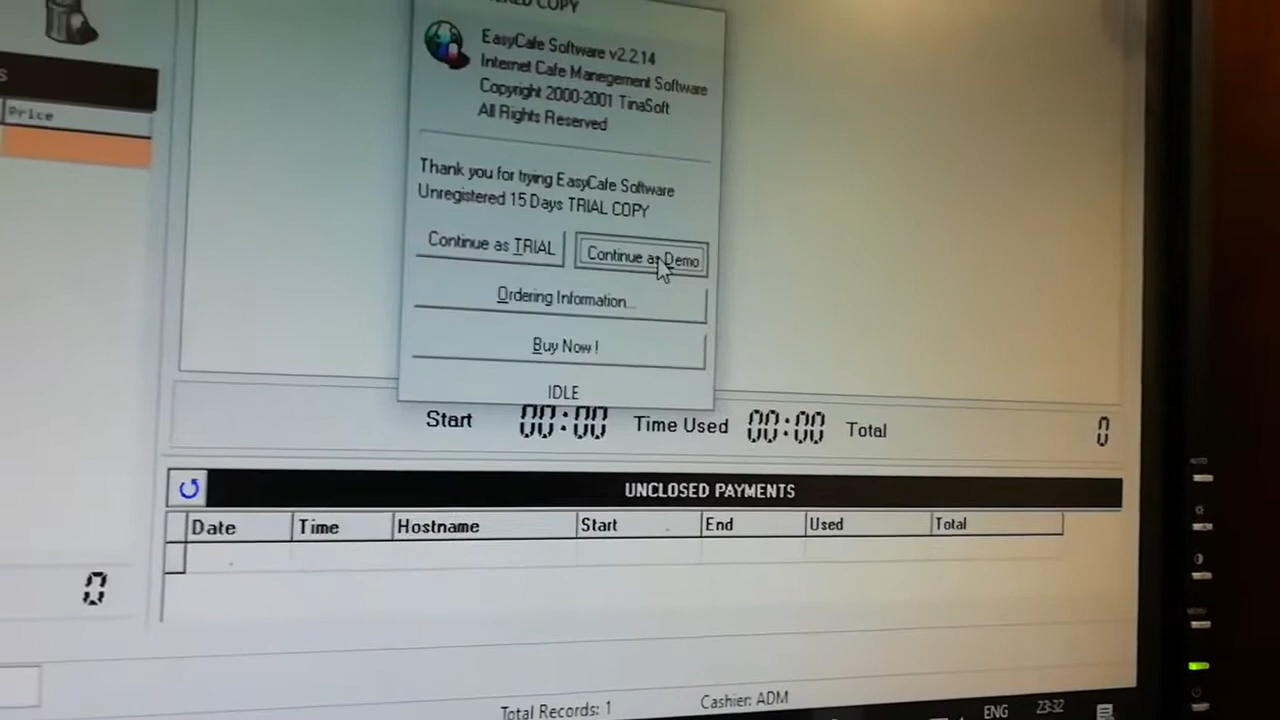 COPY
EasyCafe Software v2.2.14
Internet Cafe Manegement Software
Copyright 2000-2001 TinaSoft
All Rights Reserved
Price
Thank you for trying EasyCafe Software
Unregistered 15 Days TRIAL COPY
Continue as TRIAL
Continue as Demo
Ordering Information...
Buy Now !
IDLE
Start 00:00 Time Used 00:00 Total 0
UNCLOSED PAYMENTS
Date Time Hostname Start End Used Total
0
Total Records: 1
Cashier: ADM
ENG 23:32
AUTO
MENU